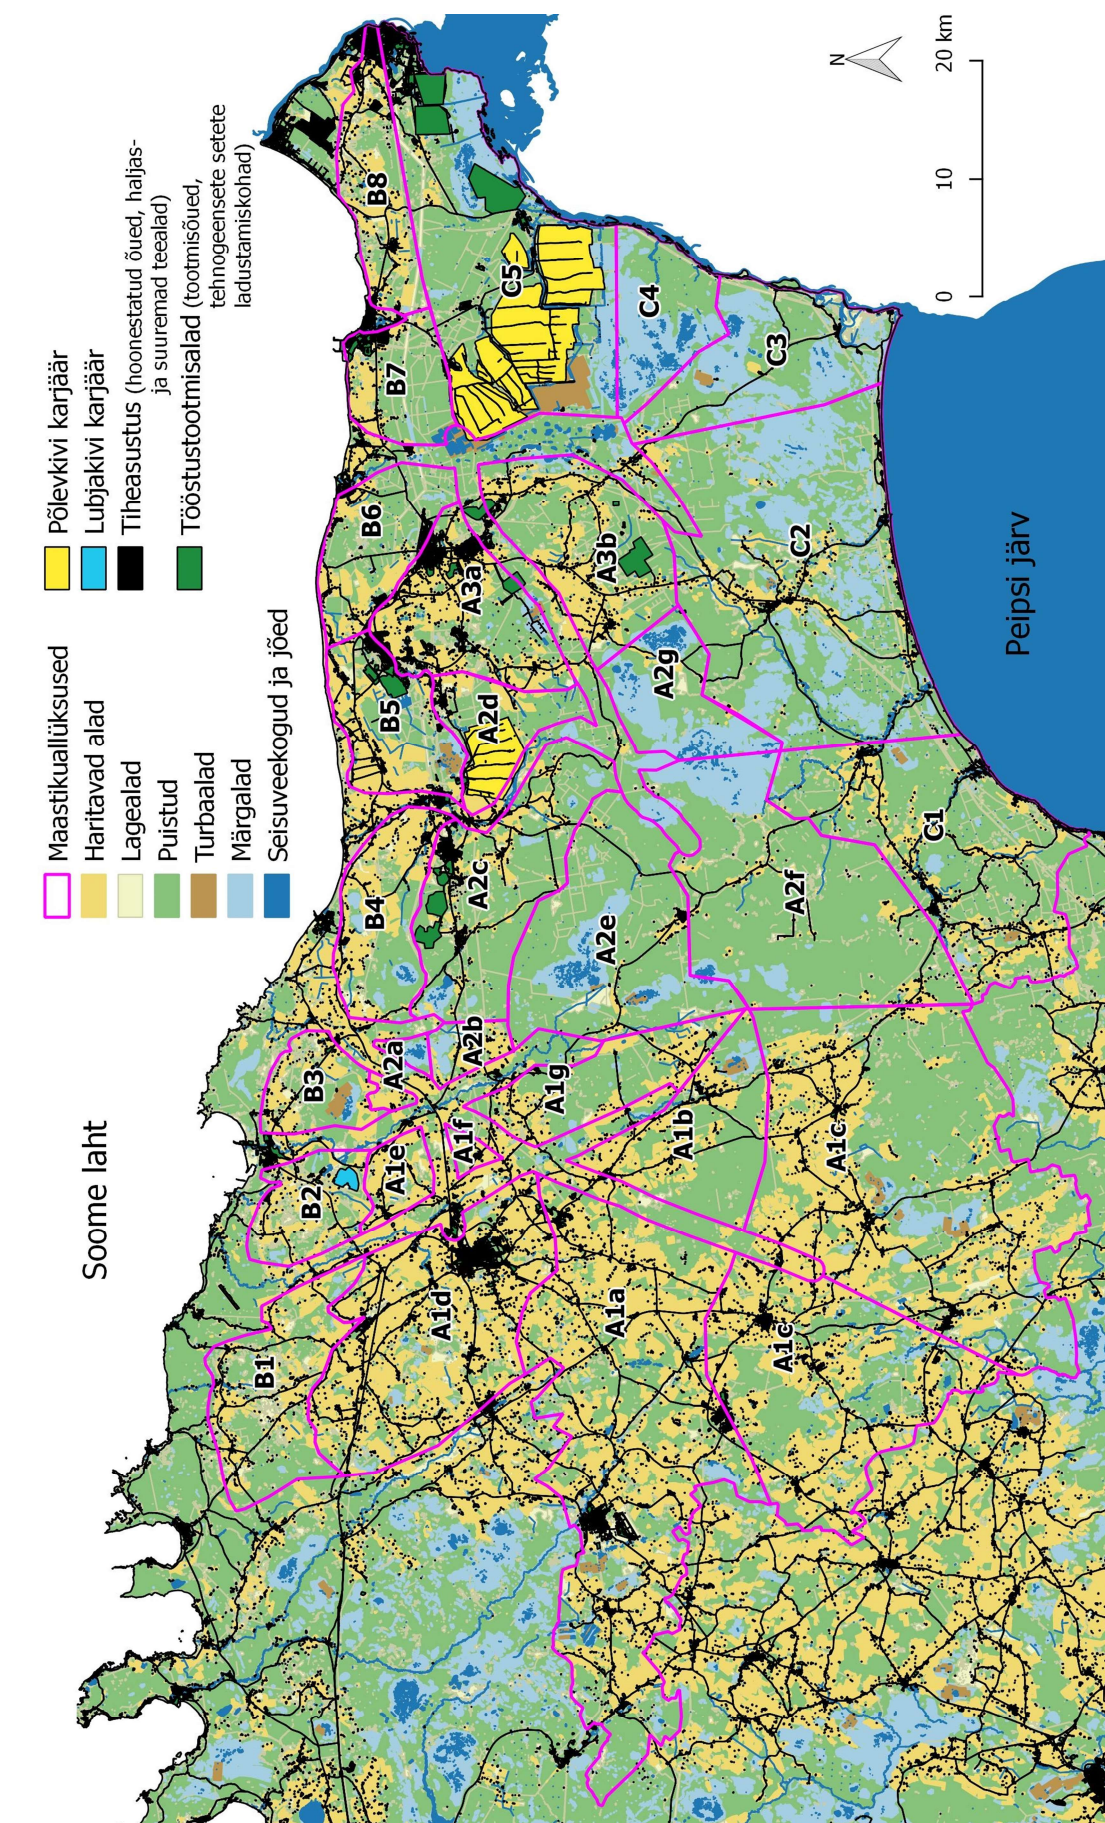 Maastikuallüksused
Haritavad alad
Lagealad
Puistud
Turbaalad
Märgalad
Seisuveekogud ja jõed
Põlevkivi karjäär
Lubjakivi karjäär
Tiheasustus (hoonestatud õued, haljas-
ja suuremad teealad)
Tööstustootmisalad (tootmisõued,
tehnogeensete setete
ladustamiskohad)
Soome laht
Peipsi järv
B1
B2
B3
B4
B5
B6
B7
B8
A1d
A1e
A1f
A1g
A1a
A1b
A1c
A1c
A2a
A2b
A2c
A2d
A2e
A2f
A2g
A3a
A3b
C1
C2
C3
C4
C5
N
0 10 20 km